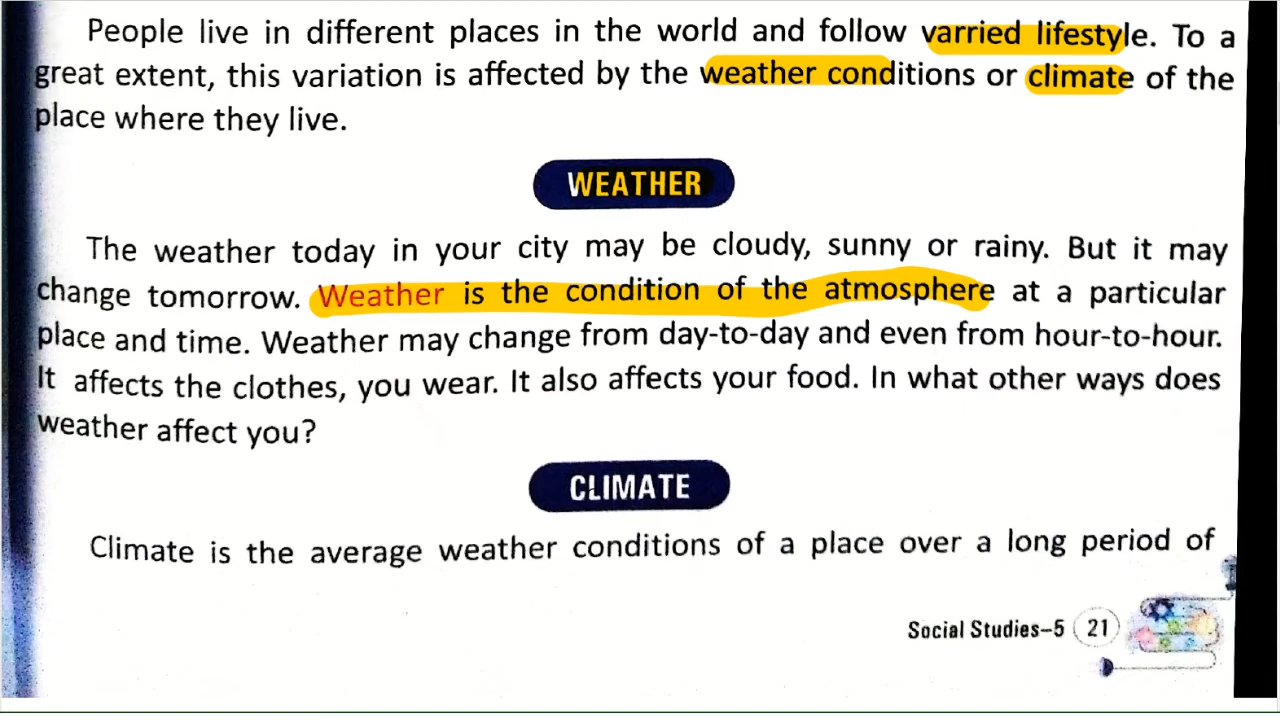 People live in different places in the world and follow varried lifestyle. To a
great extent, this variation is affected by the weather conditions or climate of the
place where they live.
WEATHER
The weather today in your city may be cloudy, sunny or rainy. But it may
change tomorrow. Weather is the condition of the atmosphere at a particular
place and time. Weather may change from day-to-day and even from hour-to-hour.
It affects the clothes, you wear. It also affects your food. In what other ways does
weather affect you?
CLIMATE
Climate is the average weather conditions of a place over a long period of
Social Studies–5 21